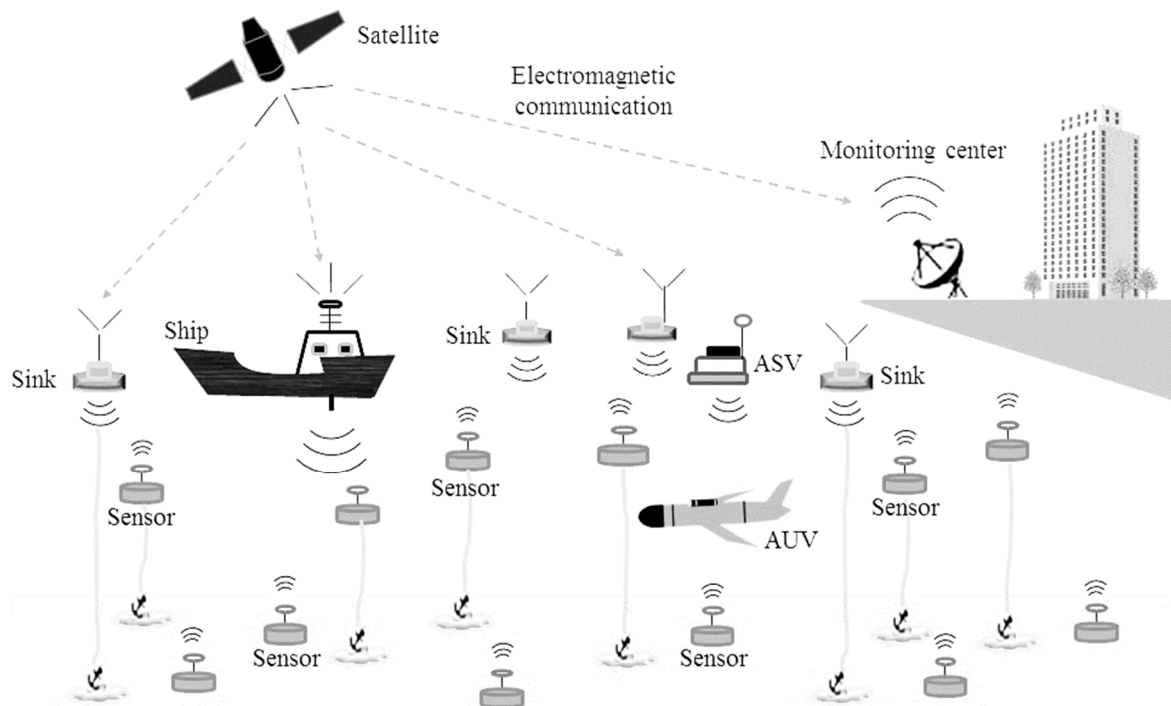 Satellite
Electromagnetic
communication
Monitoring center
Ship
Sink
ASV
Sink
Sink
Sensor
Sensor
Sensor
AUV
Sensor
Sensor